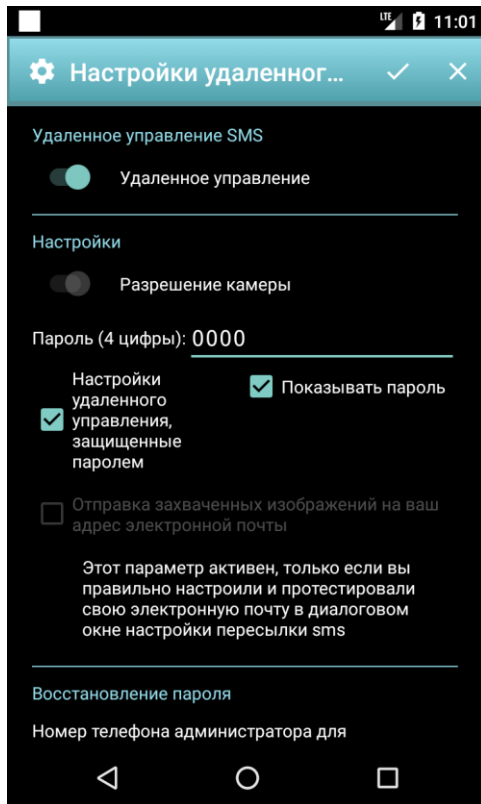 LTE 11:01
Настройки удаленног...
Удаленное управление SMS
Удаленное управление
Настройки
Разрешение камеры
Пароль (4 цифры): 0000
Настройки
удаленного
управления,
защищенные
паролем
Показывать пароль
Отправка захваченных изображений на ваш
адрес электронной почты
Этот параметр активен, только если вы
правильно настроили и протестировали
свою электронную почту в диалоговом
окне настройки пересылки sms
Восстановление пароля
Номер телефона администратора для